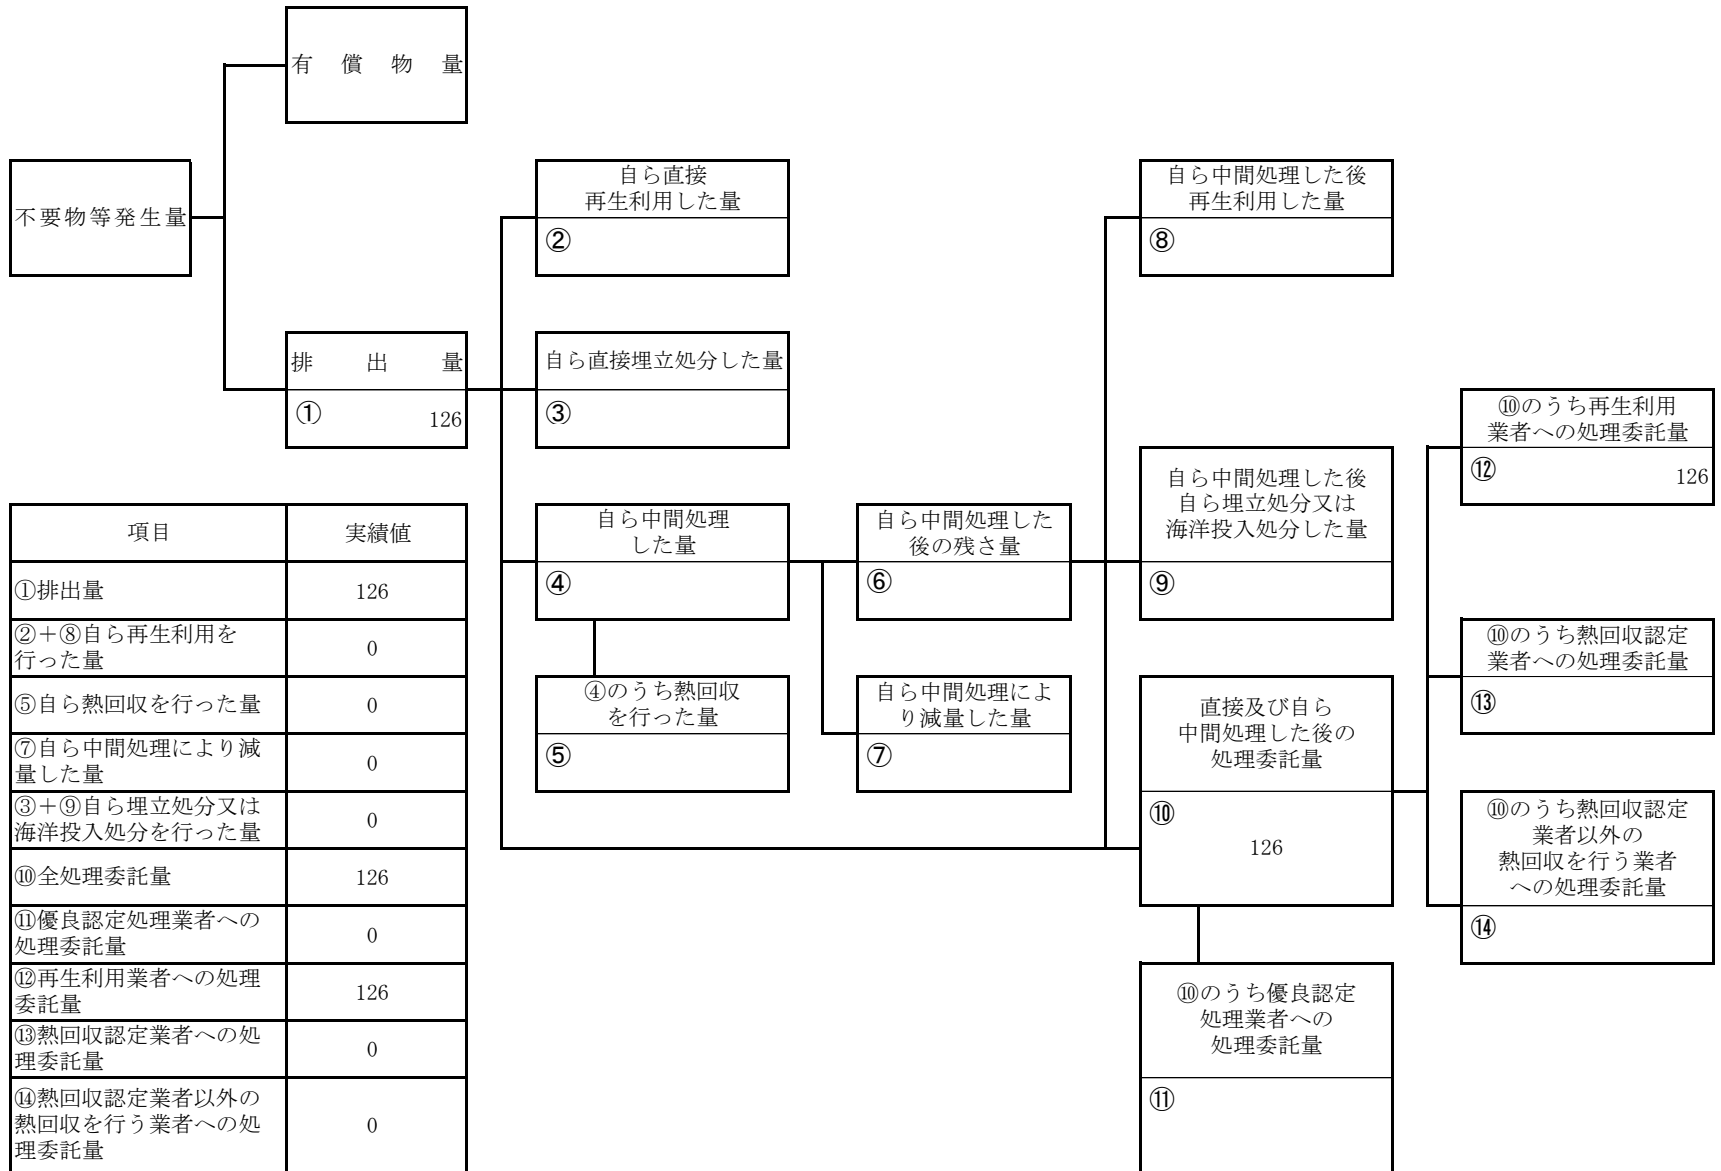 有償物量
不要物等発生量
排出量
①
126
自ら直接
再生利用した量
②
自ら直接埋立処分した量
③
自ら中間処理
した量
④
④のうち熱回収
を行った量
⑤
自ら中間処理した
後の残さ量
⑥
自ら中間処理によ
り減量した量
⑦
自ら中間処理した後
再生利用した量
⑧
自ら中間処理した後
自ら埋立処分又は
海洋投入処分した量
⑨
直接及び自ら
中間処理した後の
処理委託量
⑩
126
⑩のうち優良認定
処理業者への
処理委託量
⑪
⑩のうち再生利用
業者への処理委託量
⑫
126
⑩のうち熱回収認定
業者への処理委託量
⑬
⑩のうち熱回収認定
業者以外の
熱回収を行う業者
への処理委託量
⑭
項目 実績値
①排出量 126
②＋⑧自ら再生利用を
行った量 0
⑤自ら熱回収を行った量 0
⑦自ら中間処理により減
量した量 0
③＋⑨自ら埋立処分又は
海洋投入処分を行った量 0
⑩全処理委託量 126
⑪優良認定処理業者への
処理委託量 0
⑫再生利用業者への処理
委託量 126
⑬熱回収認定業者への処
理委託量 0
⑭熱回収認定業者以外の
熱回収を行う業者への処
理委託量 0